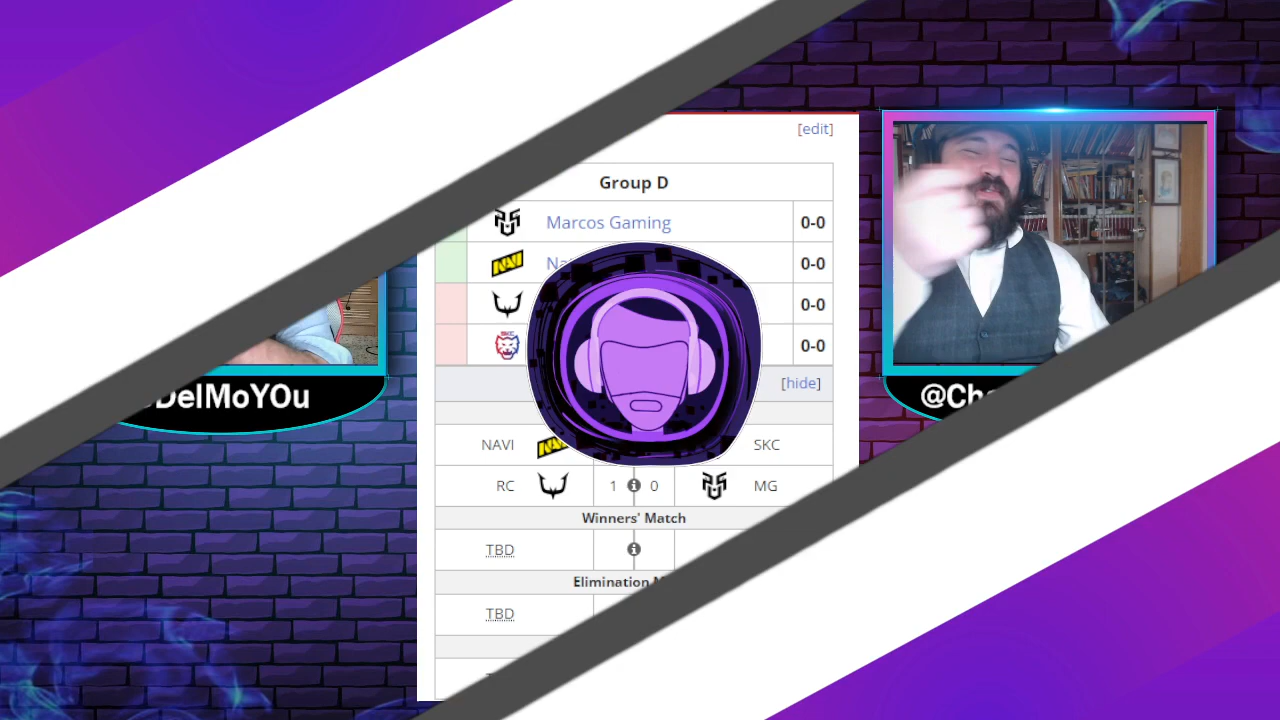 [edit]
Group D
Marcos Gaming 0-0
0-0
0-0
0-0
[hide]
NAVI SKC
RC 1 0 MG
Winners' Match
TBD
TBD
@Ch
DelMoYOu